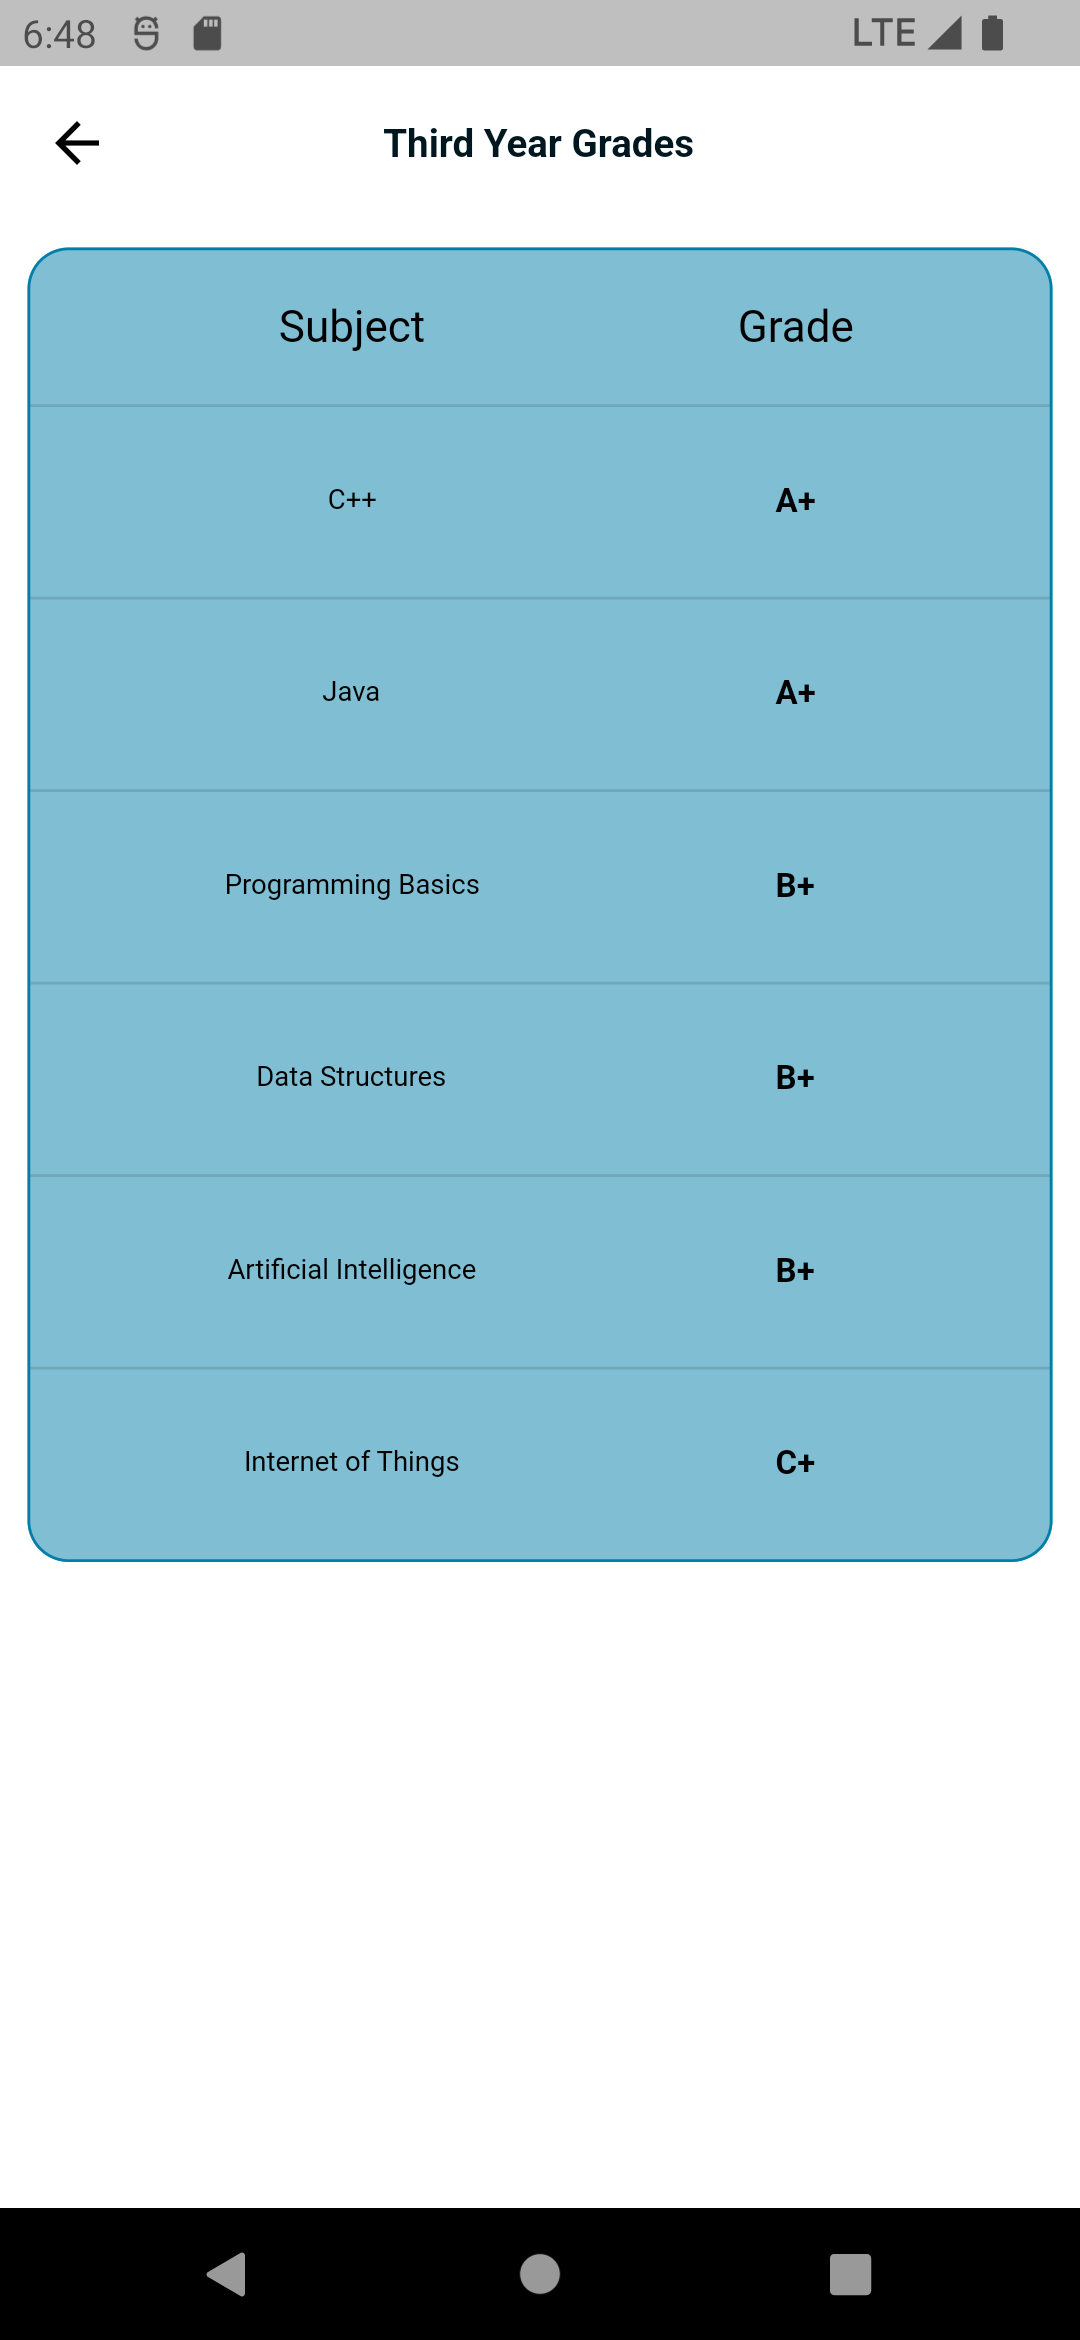 6:48 LTE
Third Year Grades
Subject Grade
C++ A+
Java A+
Programming Basics B+
Data Structures B+
Artificial Intelligence B+
Internet of Things C+